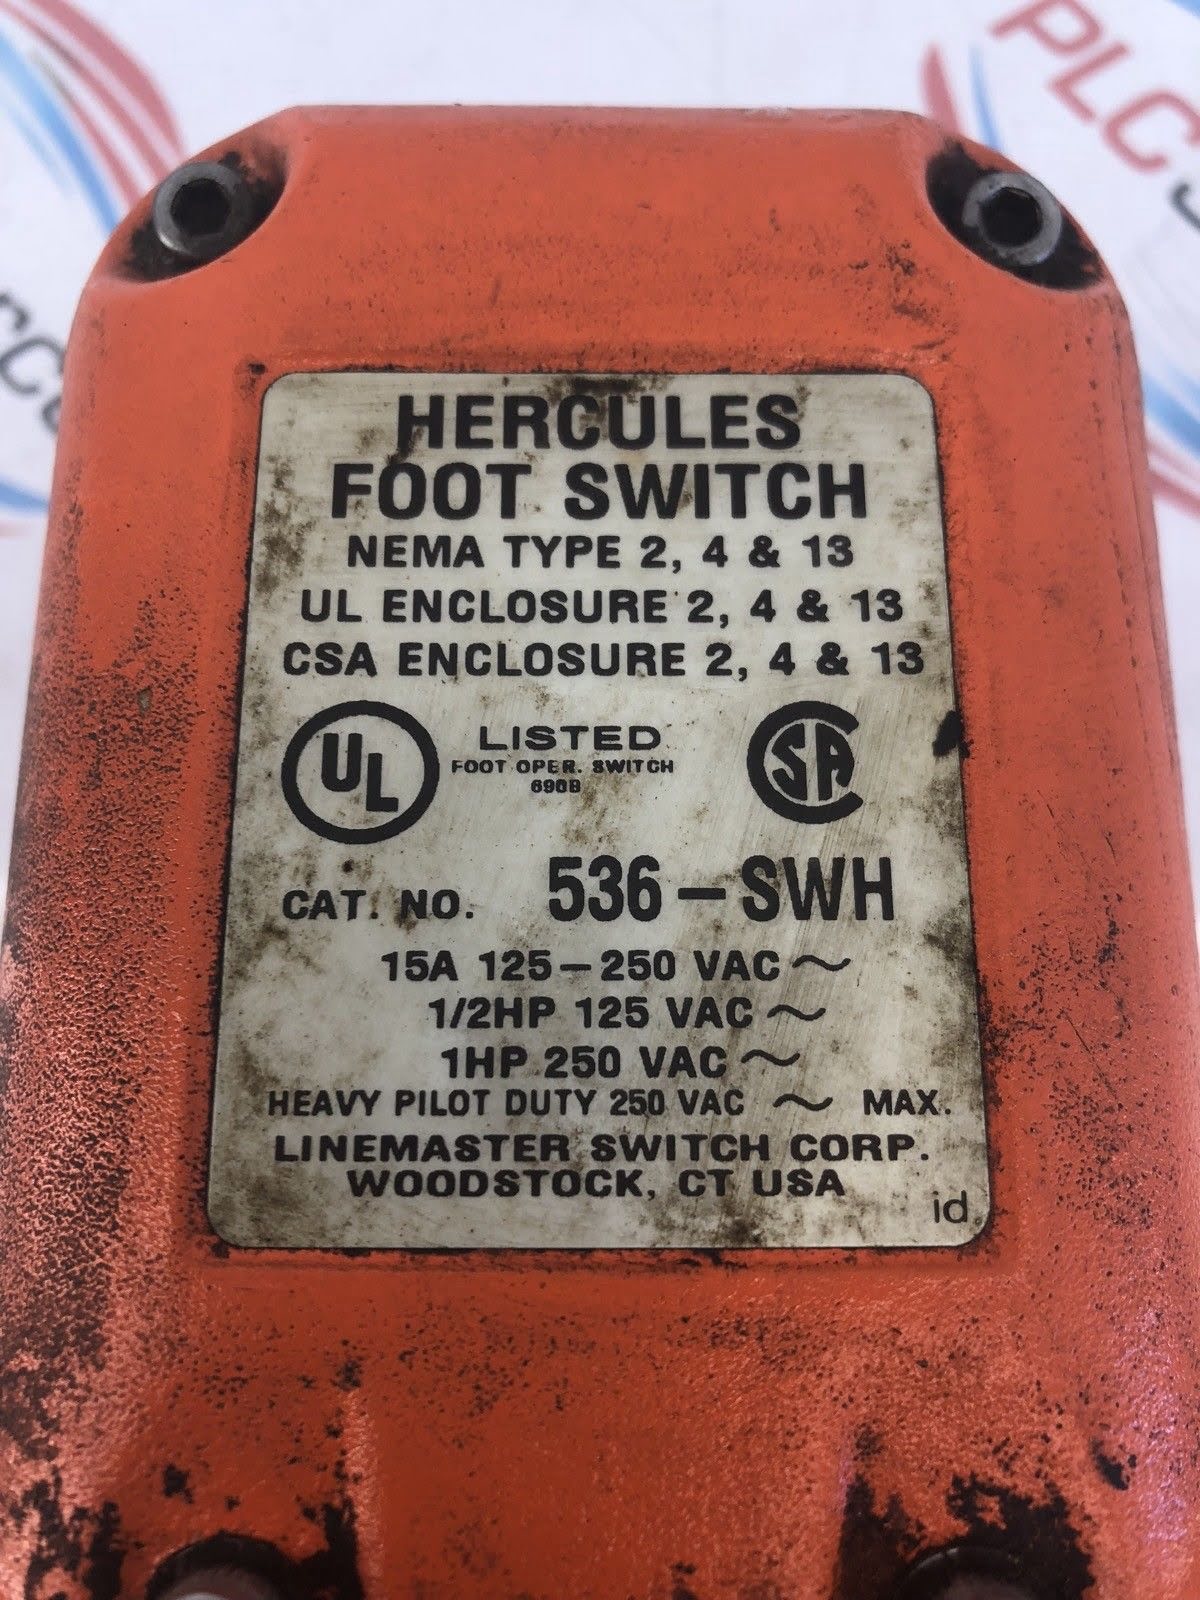 PLC
HERCULES
FOOT SWITCH
NEMA TYPE 2, 4 & 13
UL ENCLOSURE 2, 4 & 13
CSA ENCLOSURE 2, 4 & 13
UL
LISTED
FOOT OPER. SWITCH
690B
SA
CAT. NO. 536-SWH
15A 125-250 VAC ~
1/2HP 125 VAC ~
1HP 250 VAC ~
HEAVY PILOT DUTY 250 VAC ~ MAX.
LINEMASTER SWITCH CORP.
WOODSTOCK, CT USA
id